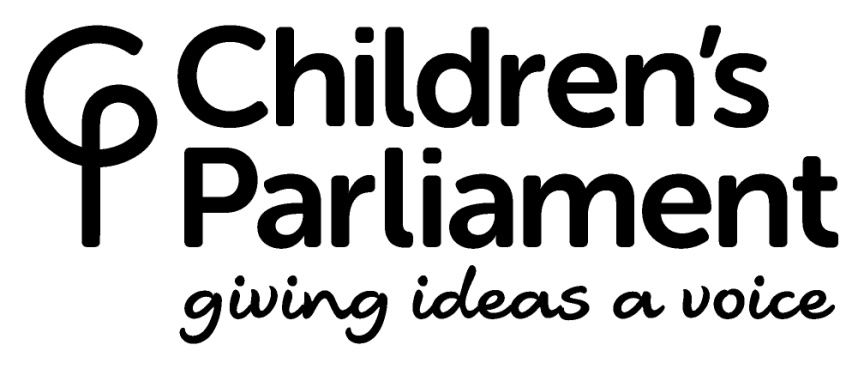 Children's
Parliament
giving ideas a voice